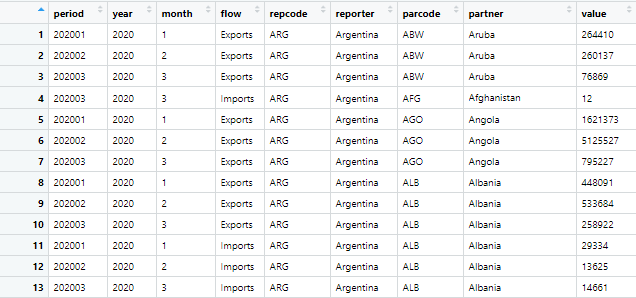 period year month flow repcode reporter parcode partner value
1 202001 2020 1 Exports ARG Argentina ABW Aruba 264410
2 202002 2020 2 Exports ARG Argentina ABW Aruba 260137
3 202003 2020 3 Exports ARG Argentina ABW Aruba 76869
4 202003 2020 3 Imports ARG Argentina AFG Afghanistan 12
5 202001 2020 1 Exports ARG Argentina AGO Angola 1621373
6 202002 2020 2 Exports ARG Argentina AGO Angola 5125527
7 202003 2020 3 Exports ARG Argentina AGO Angola 795227
8 202001 2020 1 Exports ARG Argentina ALB Albania 448091
9 202002 2020 2 Exports ARG Argentina ALB Albania 533684
10 202003 2020 3 Exports ARG Argentina ALB Albania 258922
11 202001 2020 1 Imports ARG Argentina ALB Albania 29334
12 202002 2020 2 Imports ARG Argentina ALB Albania 13625
13 202003 2020 3 Imports ARG Argentina ALB Albania 14661